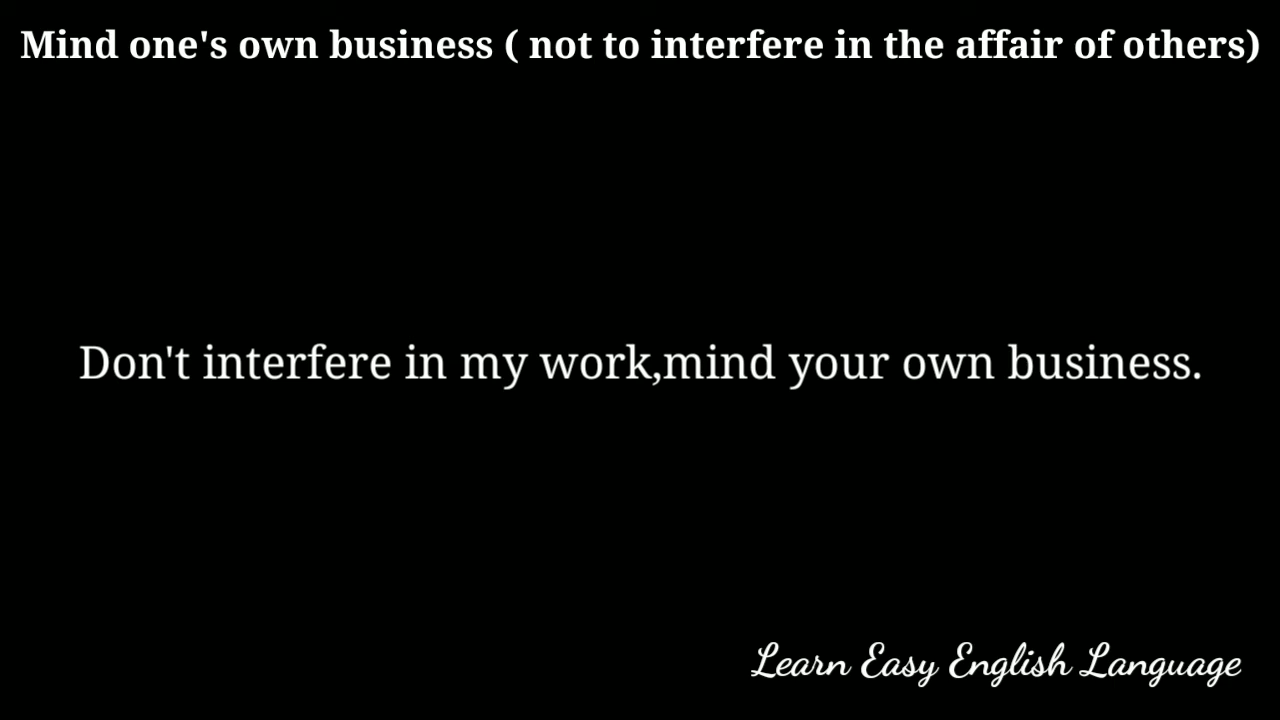 Mind one's own business ( not to interfere in the affair of others)
Don't interfere in my work,mind your own business.
Learn Easy English Language